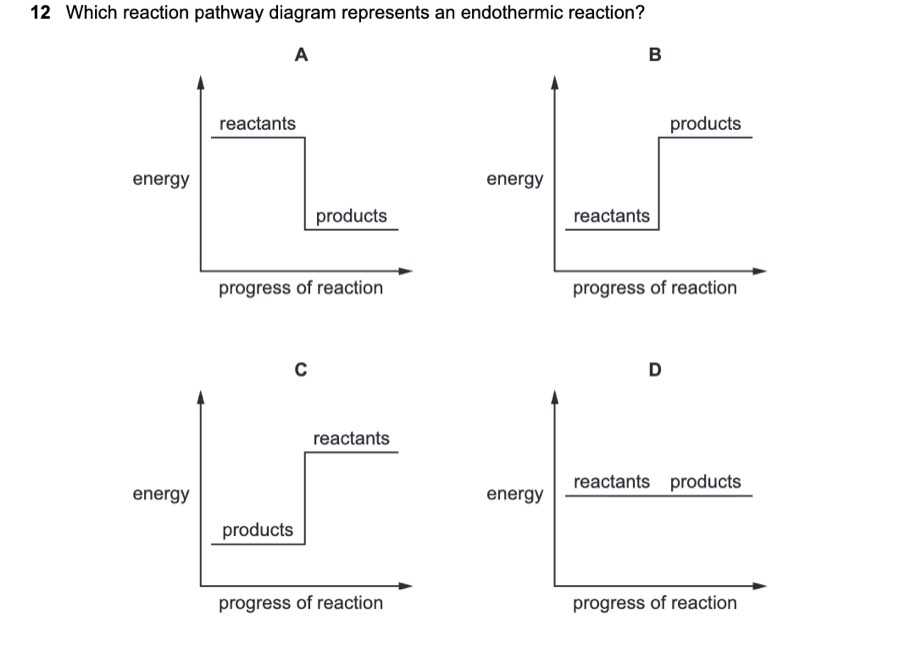 12 Which reaction pathway diagram represents an endothermic reaction?
A
reactants
energy
products
progress of reaction
B
products
energy
reactants
progress of reaction
C
reactants
energy
products
progress of reaction
D
reactants products
energy
progress of reaction